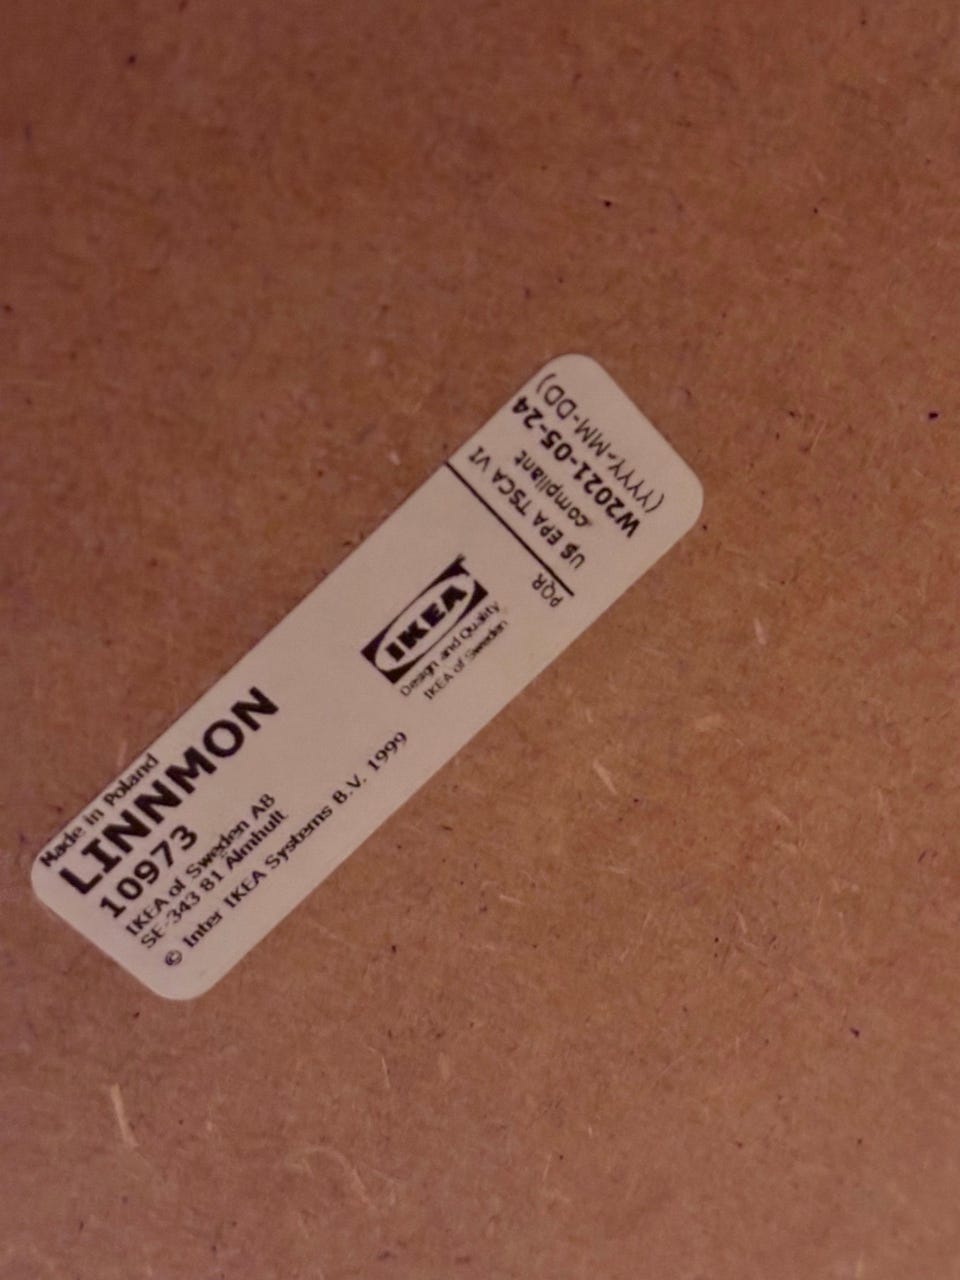 Made in Poland
LINNMON
10973
IKEA of Sweden AB
SE-343 81 Älmhult
© Inter IKEA Systems B.V. 1999
IKEA
Design and Quality
IKEA of Sweden
PQR
US EPA TSCA VI
compliant
W2021-05-24
(YYYY-MM-DD)